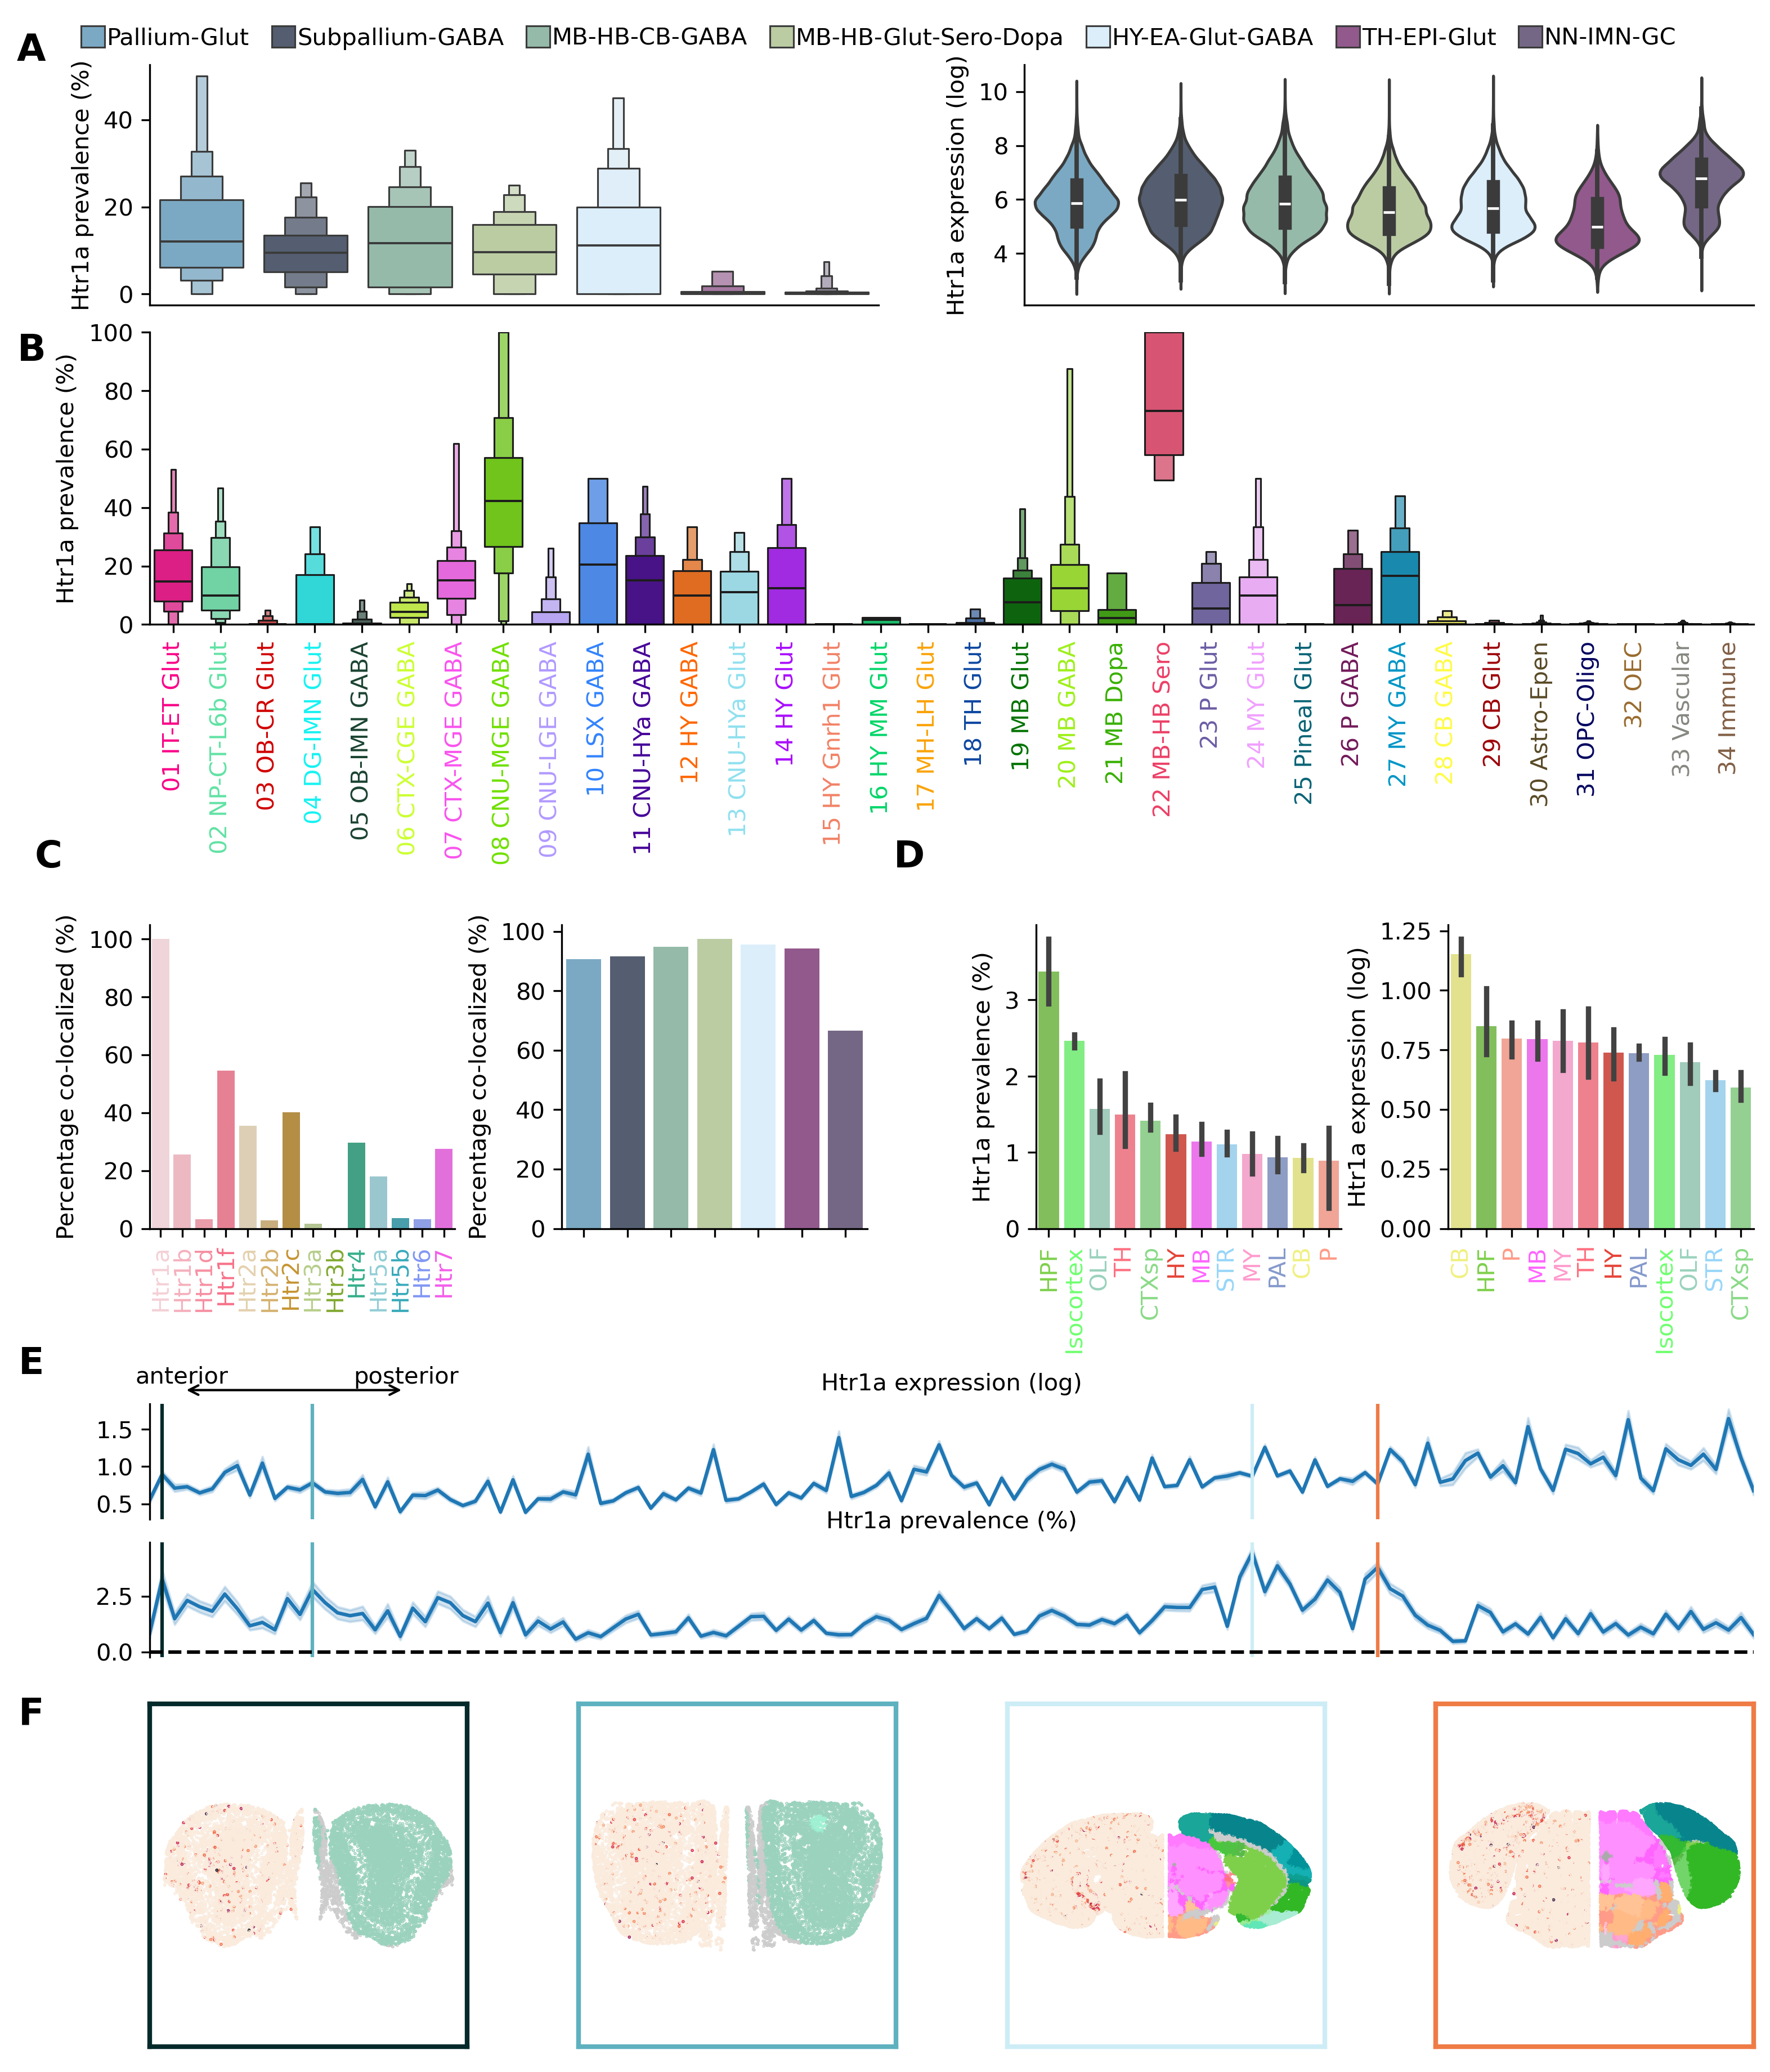 A
Pallium-Glut Subpallium-GABA MB-HB-CB-GABA MB-HB-Glut-Sero-Dopa HY-EA-Glut-GABA TH-EPI-Glut NN-IMN-GC
Htr1a prevalence (%)
40
20
0
Htr1a expression (log)
10
8
6
4
B
Htr1a prevalence (%)
100
80
60
40
20
0
01 IT-ET Glut
02 NP-CT-L6b Glut
03 OB-CR Glut
04 DG-IMN Glut
05 OB-IMN GABA
06 CTX-CGE GABA
07 CTX-MGE GABA
08 CNU-MGE GABA
09 CNU-LGE GABA
10 LSX GABA
11 CNU-HYa GABA
12 HY GABA
13 CNU-HYa Glut
14 HY Glut
15 HY Gnrh1 Glut
16 HY MM Glut
17 MH-LH Glut
18 TH Glut
19 MB Glut
20 MB GABA
21 MB Dopa
22 MB-HB Sero
23 P Glut
24 MY Glut
25 Pineal Glut
26 P GABA
27 MY GABA
28 CB GABA
29 CB Glut
30 Astro-Epen
31 OPC-Oligo
32 OEC
33 Vascular
34 Immune
C
Percentage co-localized (%)
100
80
60
40
20
0
Htr1a
Htr1b
Htr1d
Htr1f
Htr2a
Htr2b
Htr2c
Htr3a
Htr3b
Htr4
Htr5a
Htr5b
Htr6
Htr7
Percentage co-localized (%)
100
80
60
40
20
0
D
Htr1a prevalence (%)
3
2
1
0
HPF
Isocortex
OLF
TH
CTXsp
HY
MB
STR
MY
PAL
CB
P
Htr1a expression (log)
1.25
1.00
0.75
0.50
0.25
0.00
CB
HPF
P
MB
MY
TH
HY
PAL
Isocortex
OLF
STR
CTXsp
E
anterior posterior
Htr1a expression (log)
1.5
1.0
0.5
Htr1a prevalence (%)
2.5
0.0
F